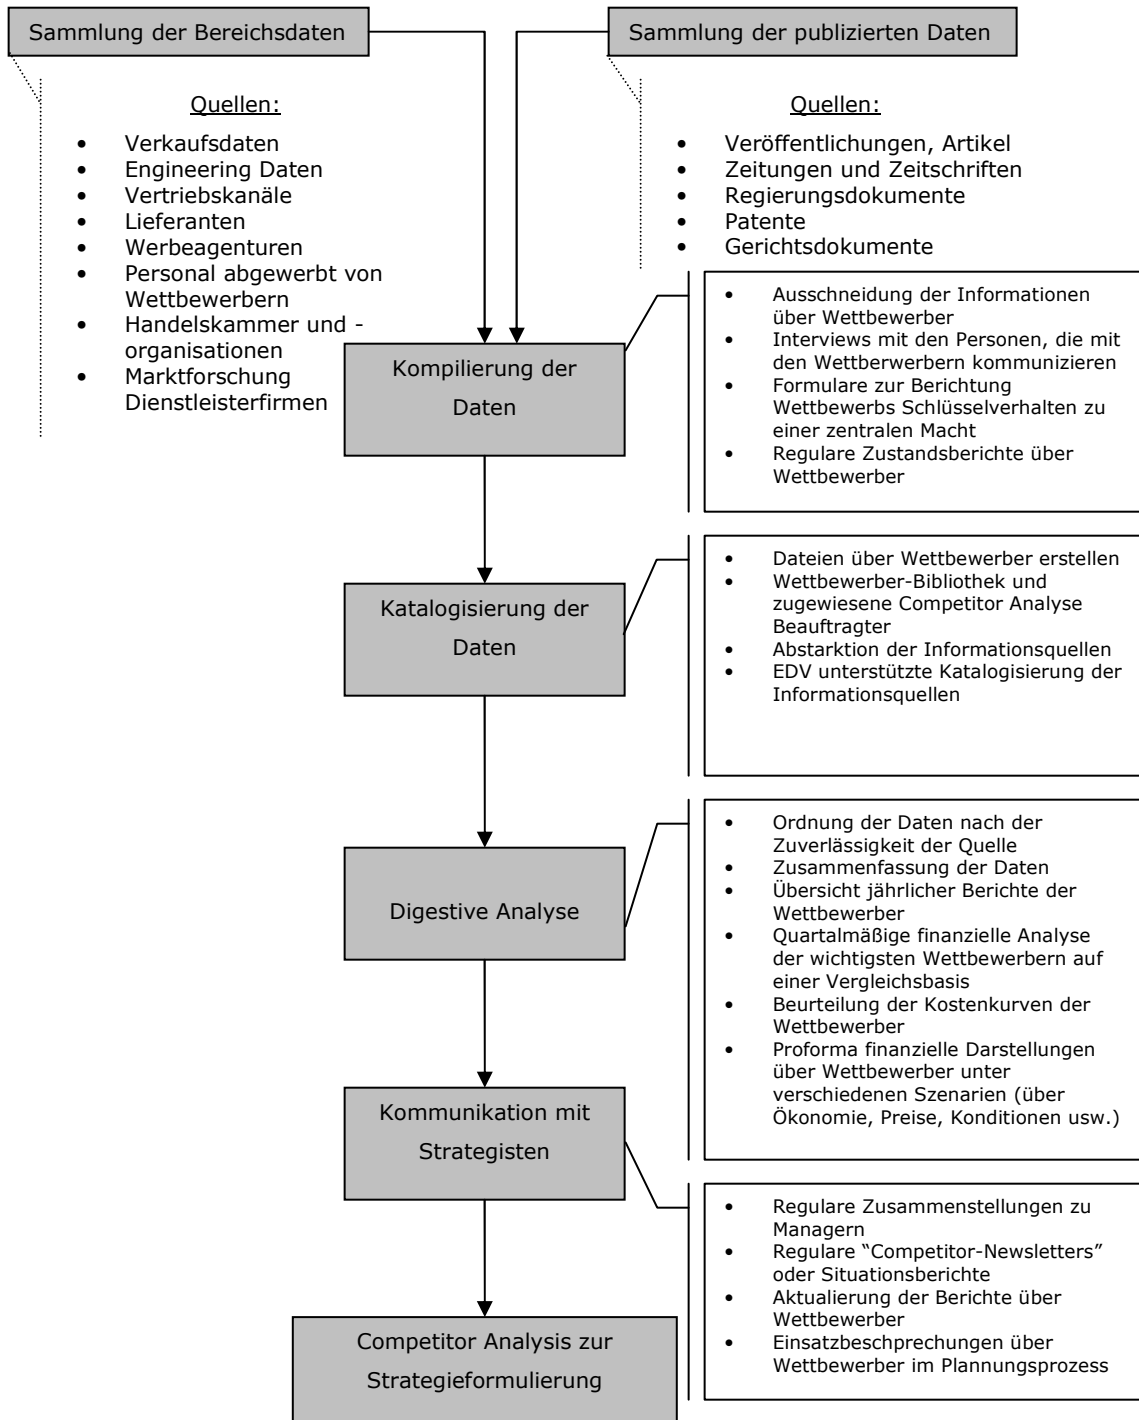 Sammlung der Bereichsdaten
Sammlung der publizierten Daten
Quellen:
• Verkaufsdaten
• Engineering Daten
• Vertriebskanäle
• Lieferanten
• Werbeagenturen
• Personal abgewerbt von
Wettbewerbern
• Handelskammer und -
organisationen
• Marktforschung
Dienstleisterfirmen
Quellen:
• Veröffentlichungen, Artikel
• Zeitungen und Zeitschriften
• Regierungsdokumente
• Patente
• Gerichtsdokumente
Kompilierung der
Daten
• Ausschneidung der Informationen
über Wettbewerber
• Interviews mit den Personen, die mit
den Wettberwerbern kommunizieren
• Formulare zur Berichtung
Wettbewerbs Schlüsselverhalten zu
einer zentralen Macht
• Regulare Zustandsberichte über
Wettbewerber
Katalogisierung der
Daten
• Dateien über Wettbewerber erstellen
• Wettbewerber-Bibliothek und
zugewiesene Competitor Analyse
Beauftragter
• Abstarktion der Informationsquellen
• EDV unterstützte Katalogisierung der
Informationsquellen
Digestive Analyse
• Ordnung der Daten nach der
Zuverlässigkeit der Quelle
• Zusammenfassung der Daten
• Übersicht jährlicher Berichte der
Wettbewerber
• Quartalmäßige finanzielle Analyse
der wichtigsten Wettbewerbern auf
einer Vergleichsbasis
• Beurteilung der Kostenkurven der
Wettbewerber
• Proforma finanzielle Darstellungen
über Wettbewerber unter
verschiedenen Szenarien (über
Ökonomie, Preise, Konditionen usw.)
Kommunikation mit
Strategisten
• Regulare Zusammenstellungen zu
Managern
• Regulare “Competitor-Newsletters”
oder Situationsberichte
• Aktualierung der Berichte über
Wettbewerber
• Einsatzbeschprechungen über
Wettbewerber im Plannungsprozess
Competitor Analysis zur
Strategieformulierung